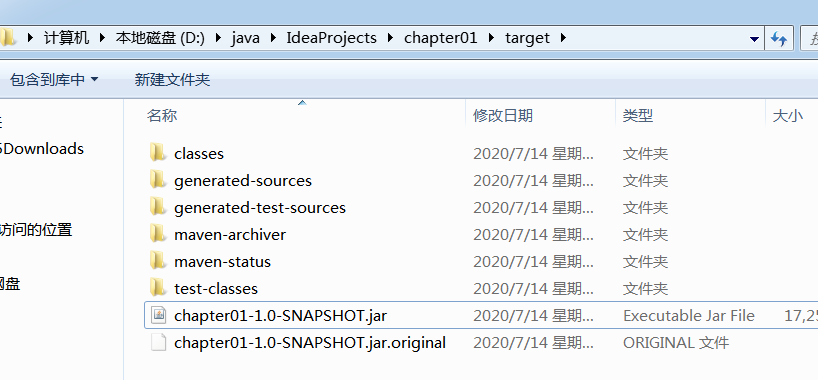 计算机 本地磁盘 (D:) java IdeaProjects chapter01 target
包含到库中 新建文件夹
名称 修改日期 类型 大小
classes 2020/7/14 星期... 文件夹
5Downloads
generated-sources 2020/7/14 星期... 文件夹
generated-test-sources 2020/7/14 星期... 文件夹
访问的位置
maven-archiver 2020/7/14 星期... 文件夹
maven-status 2020/7/14 星期... 文件夹
网盘
test-classes 2020/7/14 星期... 文件夹
chapter01-1.0-SNAPSHOT.jar 2020/7/14 星期... Executable Jar File 17,25
chapter01-1.0-SNAPSHOT.jar.original 2020/7/14 星期... ORIGINAL 文件